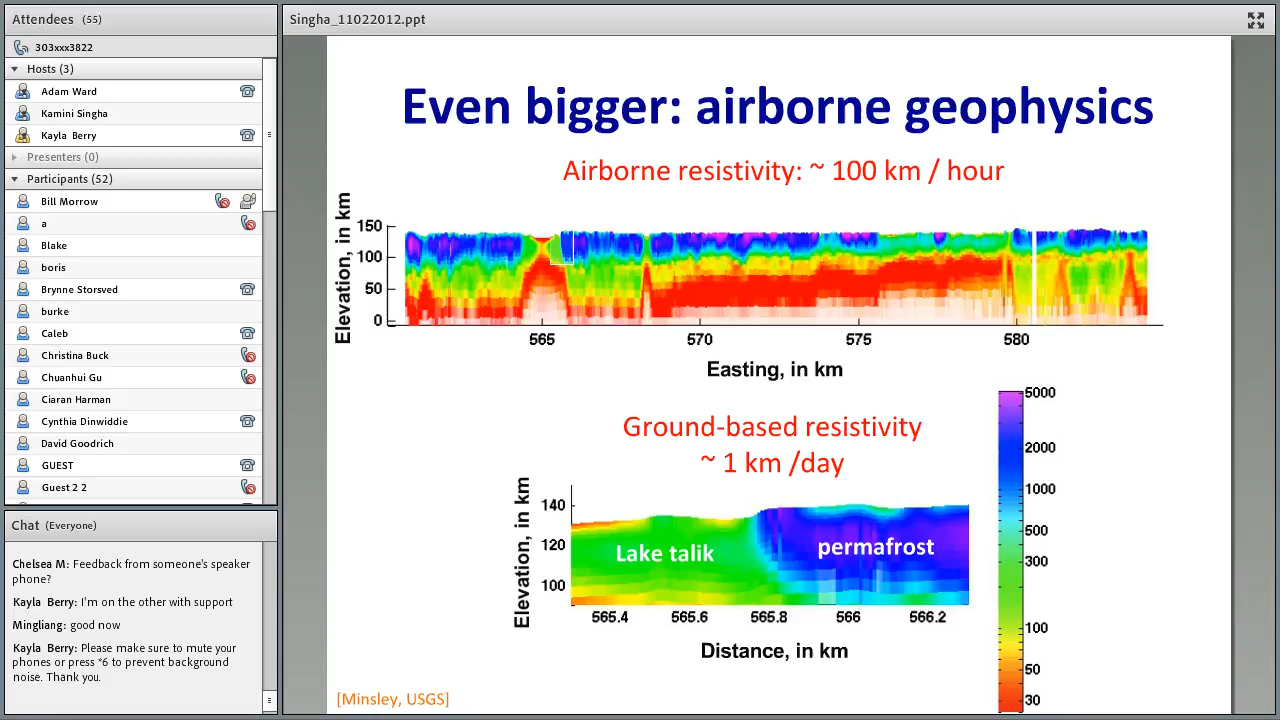 Attendees (55)
303xxx3822
Hosts (3)
Adam Ward
Kamini Singha
Kayla Berry
Presenters (0)
Participants (52)
Bill Morrow
a
Blake
boris
Brynne Storsved
burke
Caleb
Christina Buck
Chuanhui Gu
Ciaran Harman
Cynthia Dinwiddie
David Goodrich
GUEST
Guest 2 2
Chat (Everyone)
Chelsea M: Feedback from someone's speaker
phone?
Kayla Berry: I'm on the other with support
Mingliang: good now
Kayla Berry: Please make sure to mute your
phones or press *6 to prevent background
noise. Thank you.
Singha_11022012.ppt
Even bigger: airborne geophysics
Airborne resistivity: ~ 100 km / hour
Elevation, in km
150
100
50
0
565
570
575
580
Easting, in km
Ground-based resistivity
~ 1 km /day
Elevation, in km
140
120
100
Lake talik
permafrost
565.4
565.6
565.8
566
566.2
Distance, in km
5000
2000
1000
500
300
100
50
30
[Minsley, USGS]